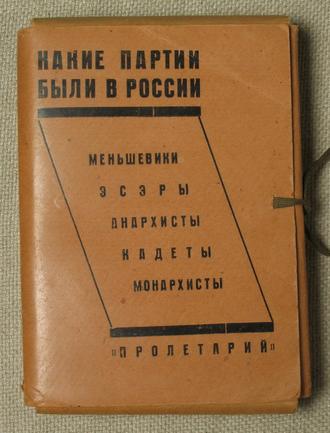 КАКИЕ ПАРТИИ
БЫЛИ В РОССИИ
МЕНЬШЕВИКИ
ЭСЭРЫ
АНАРХИСТЫ
КАДЕТЫ
МОНАРХИСТЫ
"ПРОЛЕТАРИЙ"